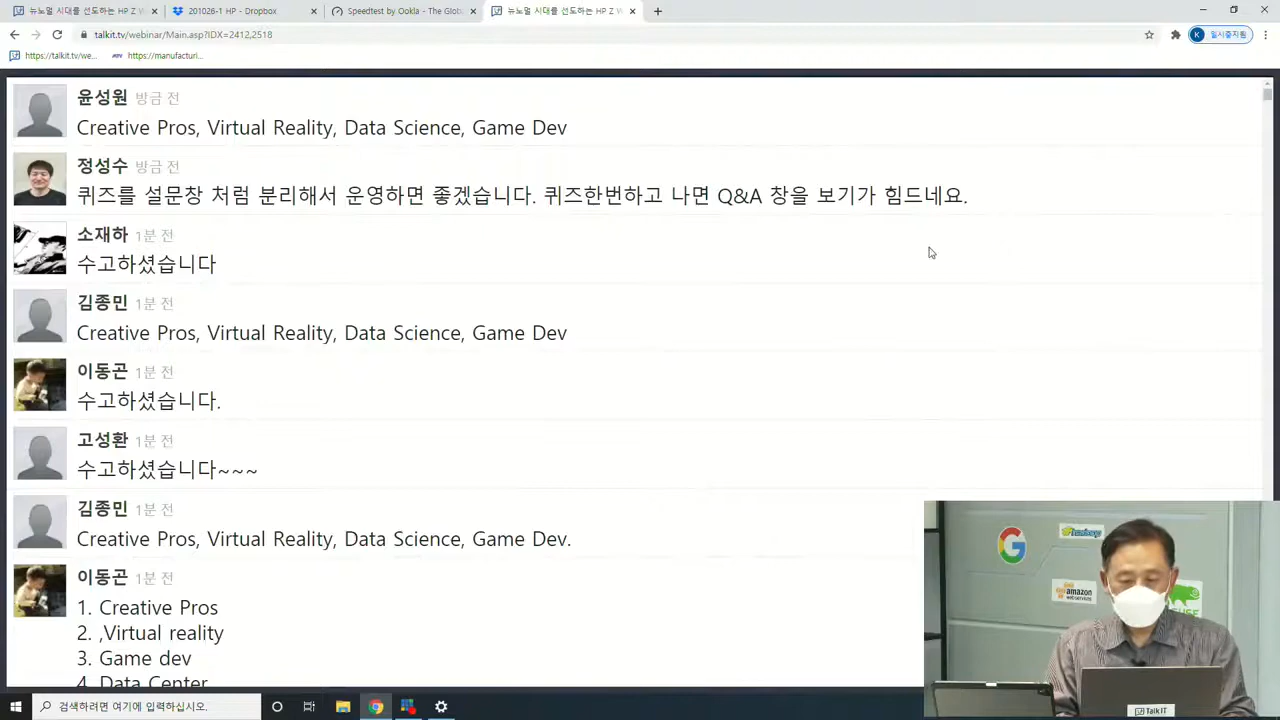 뉴노멀 시대를 선도하는 HP Z W
201026-1 HP - Dropbox
Speedtest by Ookla - The Glob
뉴노멀 시대를 선도하는 HP Z W
talkit.tv/webinar/Main.asp?IDX=2412,2518
K 일시중지됨
https://talkit.tv/we...
https://manufacturi...
윤성원 방금 전
Creative Pros, Virtual Reality, Data Science, Game Dev
정성수 방금 전
퀴즈를 설문창 처럼 분리해서 운영하면 좋겠습니다. 퀴즈한번하고 나면 Q&A 창을 보기가 힘드네요.
소재하 1분 전
수고하셨습니다
김종민 1분 전
Creative Pros, Virtual Reality, Data Science, Game Dev
이동곤 1분 전
수고하셨습니다.
고성환 1분 전
수고하셨습니다~~~
김종민 1분 전
Creative Pros, Virtual Reality, Data Science, Game Dev.
이동곤 1분 전
1. Creative Pros
2. ,Virtual reality
3. Game dev
4. Data Center
G
hadoop
amazon
webservices
Talk IT
검색하려면 여기에 입력하십시오.